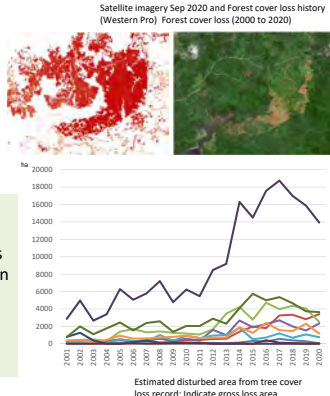 Satellite imagery Sep 2020 and Forest cover loss history
(Western Pro)  Forest cover loss (2000 to 2020)
ha
20000
18000
16000
14000
12000
10000
8000
6000
4000
2000
0
s
n
2001 2002 2003 2004 2005 2006 2007 2008 2009 2010 2011 2012 2013 2014 2015 2016 2017 2018 2019 2020
Estimated disturbed area from tree cover
loss record: Indicate gross loss area